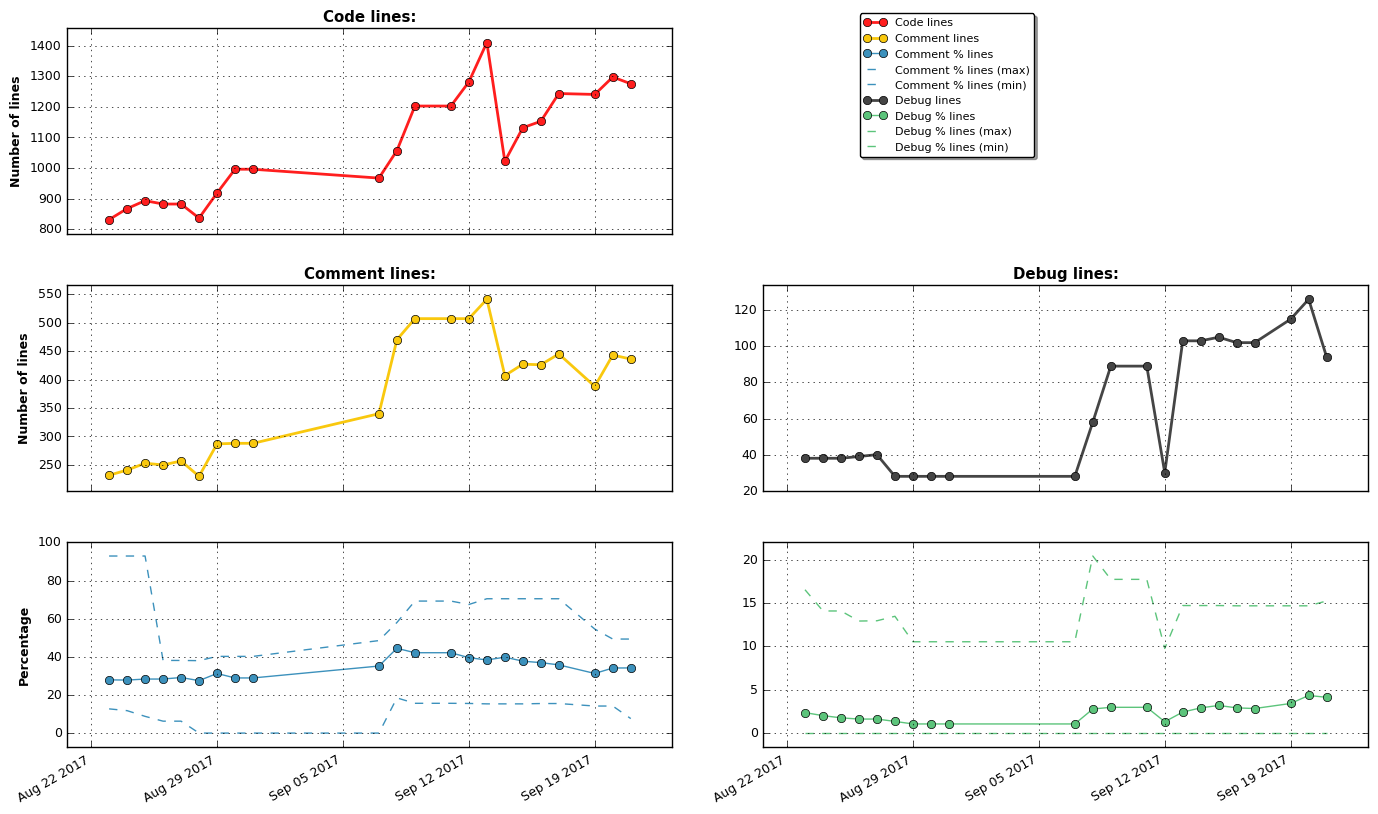 Code lines:
Number of lines
1400
1300
1200
1100
1000
900
800
Code lines
Comment lines
Comment % lines
Comment % lines (max)
Comment % lines (min)
Debug lines
Debug % lines
Debug % lines (max)
Debug % lines (min)
Comment lines:
Number of lines
550
500
450
400
350
300
250
Debug lines:
120
100
80
60
40
20
Percentage
100
80
60
40
20
0
Aug 22 2017
Aug 29 2017
Sep 05 2017
Sep 12 2017
Sep 19 2017
20
15
10
5
0
Aug 22 2017
Aug 29 2017
Sep 05 2017
Sep 12 2017
Sep 19 2017